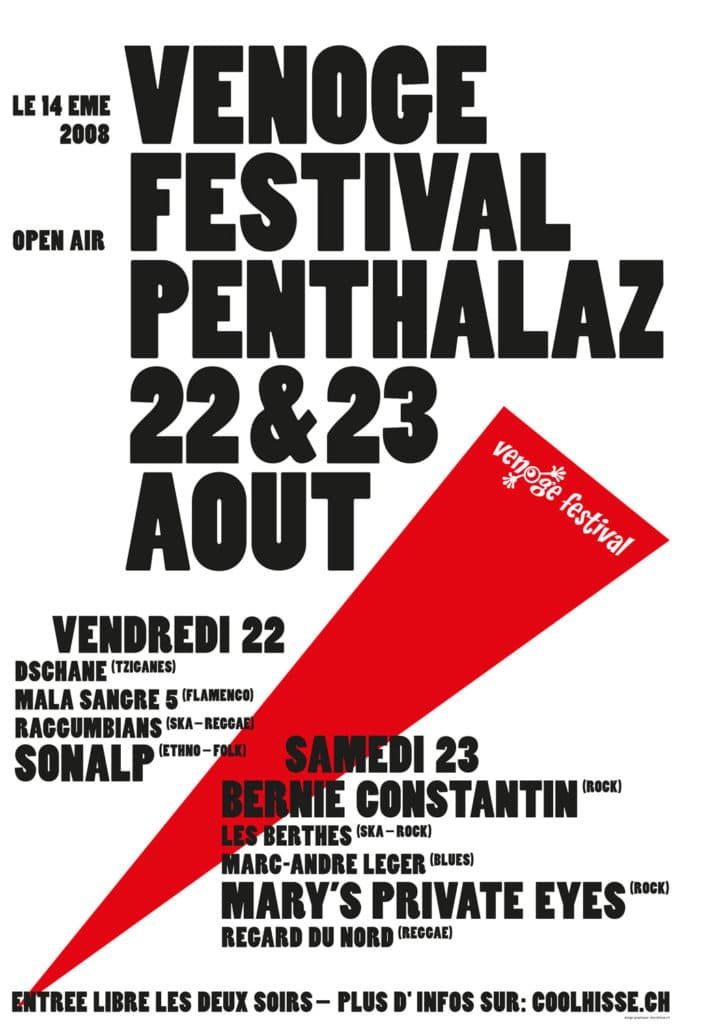 LE 14 EME
2008
OPEN AIR
VENOGE
FESTIVAL
PENTHALAZ
22 & 23
AOUT
venoge festival
VENDREDI 22
DSCHANE (TZIGANES)
MALA SANGRE 5 (FLAMENCO)
RAGGUMBIANS (SKA – REGGAE)
SONALP (ETHNO – FOLK)
SAMEDI 23
BERNIE CONSTANTIN (ROCK)
LES BERTHES (SKA – ROCK)
MARC-ANDRE LEGER (BLUES)
MARY'S PRIVATE EYES (ROCK)
REGARD DU NORD (REGGAE)
ENTREE LIBRE LES DEUX SOIRS – PLUS D' INFOS SUR: COOLHISSE.CH